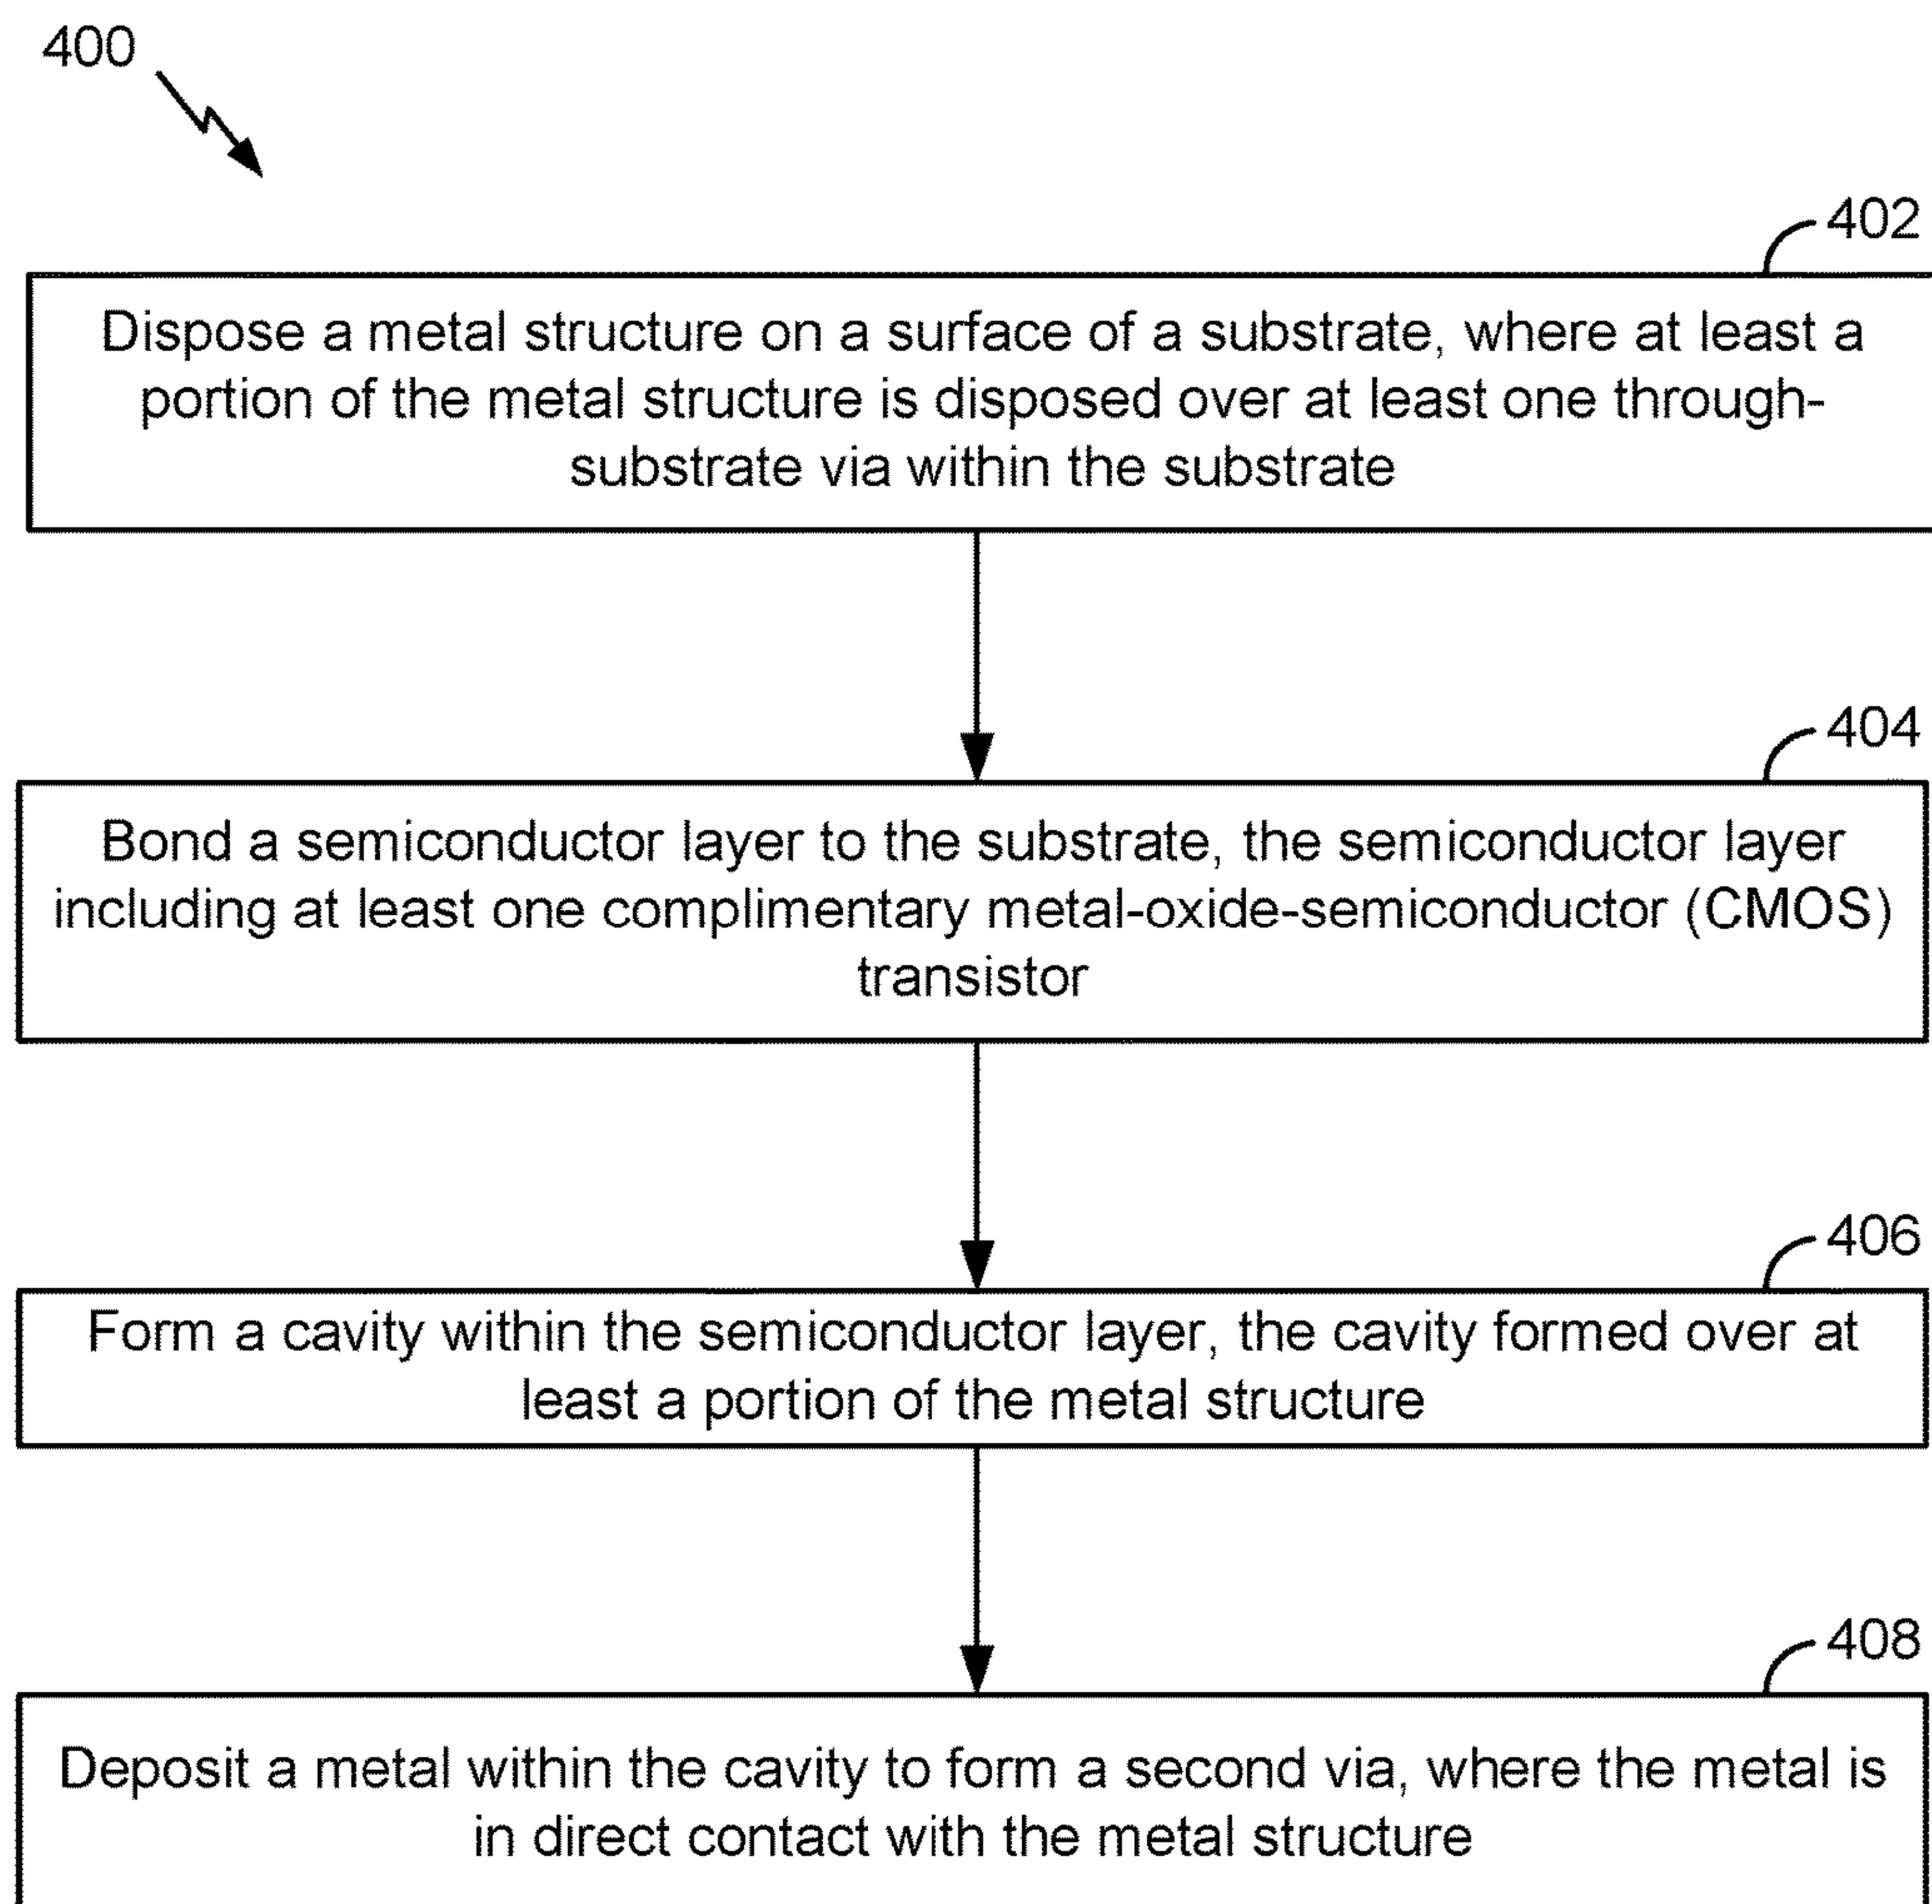 400
402
Dispose a metal structure on a surface of a substrate, where at least a
portion of the metal structure is disposed over at least one through-
substrate via within the substrate
404
Bond a semiconductor layer to the substrate, the semiconductor layer
including at least one complimentary metal-oxide-semiconductor (CMOS)
transistor
406
Form a cavity within the semiconductor layer, the cavity formed over at
least a portion of the metal structure
408
Deposit a metal within the cavity to form a second via, where the metal is
in direct contact with the metal structure